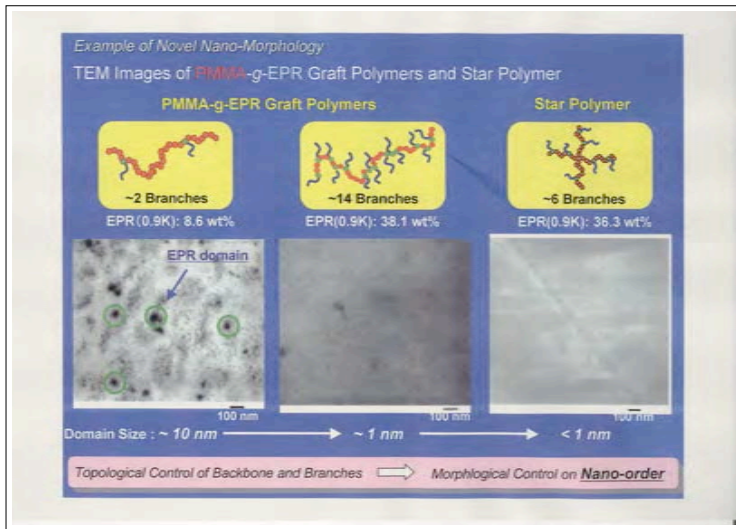 Example of Novel Nano-Morphology
TEM Images of PMMA-g-EPR Graft Polymers and Star Polymer
PMMA-g-EPR Graft Polymers
Star Polymer
~2 Branches
~14 Branches
~6 Branches
EPR(0.9K): 8.6 wt%
EPR(0.9K): 38.1 wt%
EPR(0.9K): 36.3 wt%
EPR domain
100 nm
100 nm
100 nm
Domain Size : ~ 10 nm
~ 1 nm
< 1 nm
Topological Control of Backbone and Branches
Morphlogical Control on Nano-order